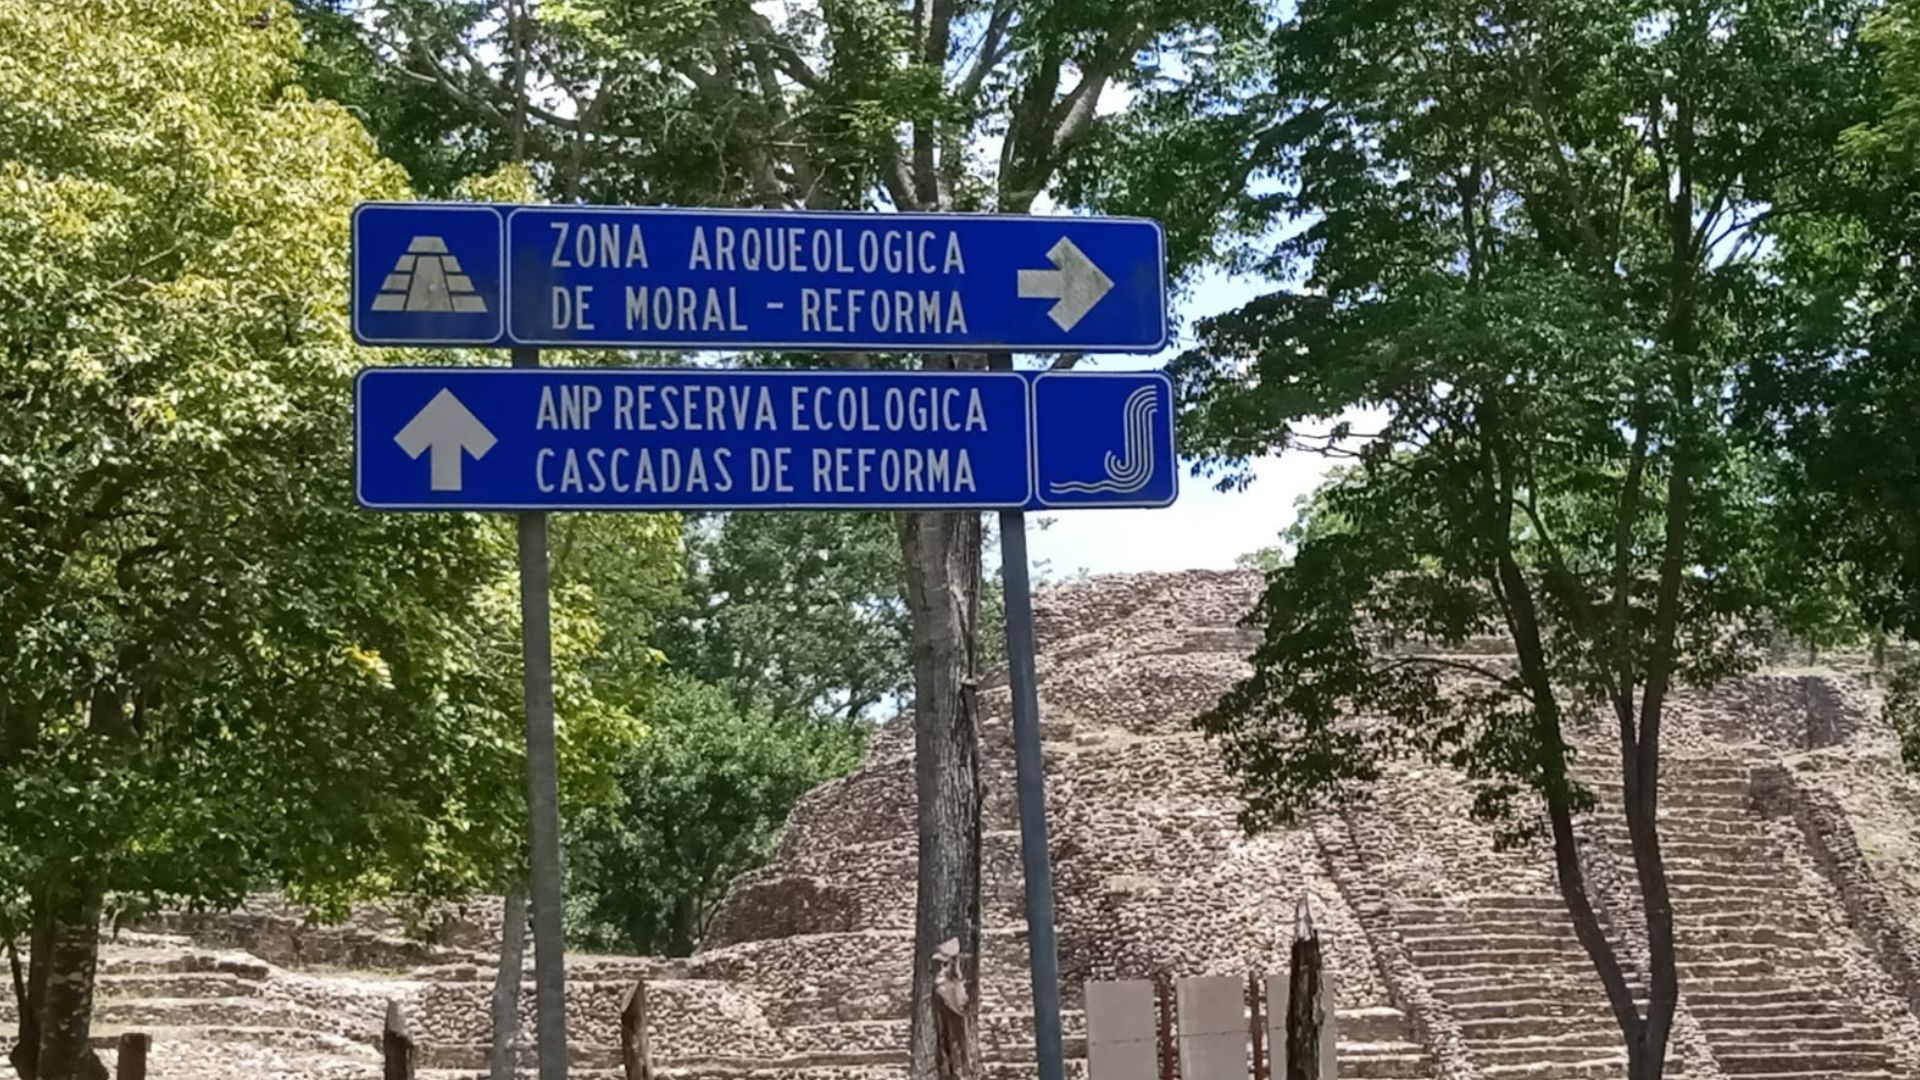 ZONA ARQUEOLOGICA
DE MORAL - REFORMA
ANP RESERVA ECOLOGICA
CASCADAS DE REFORMA